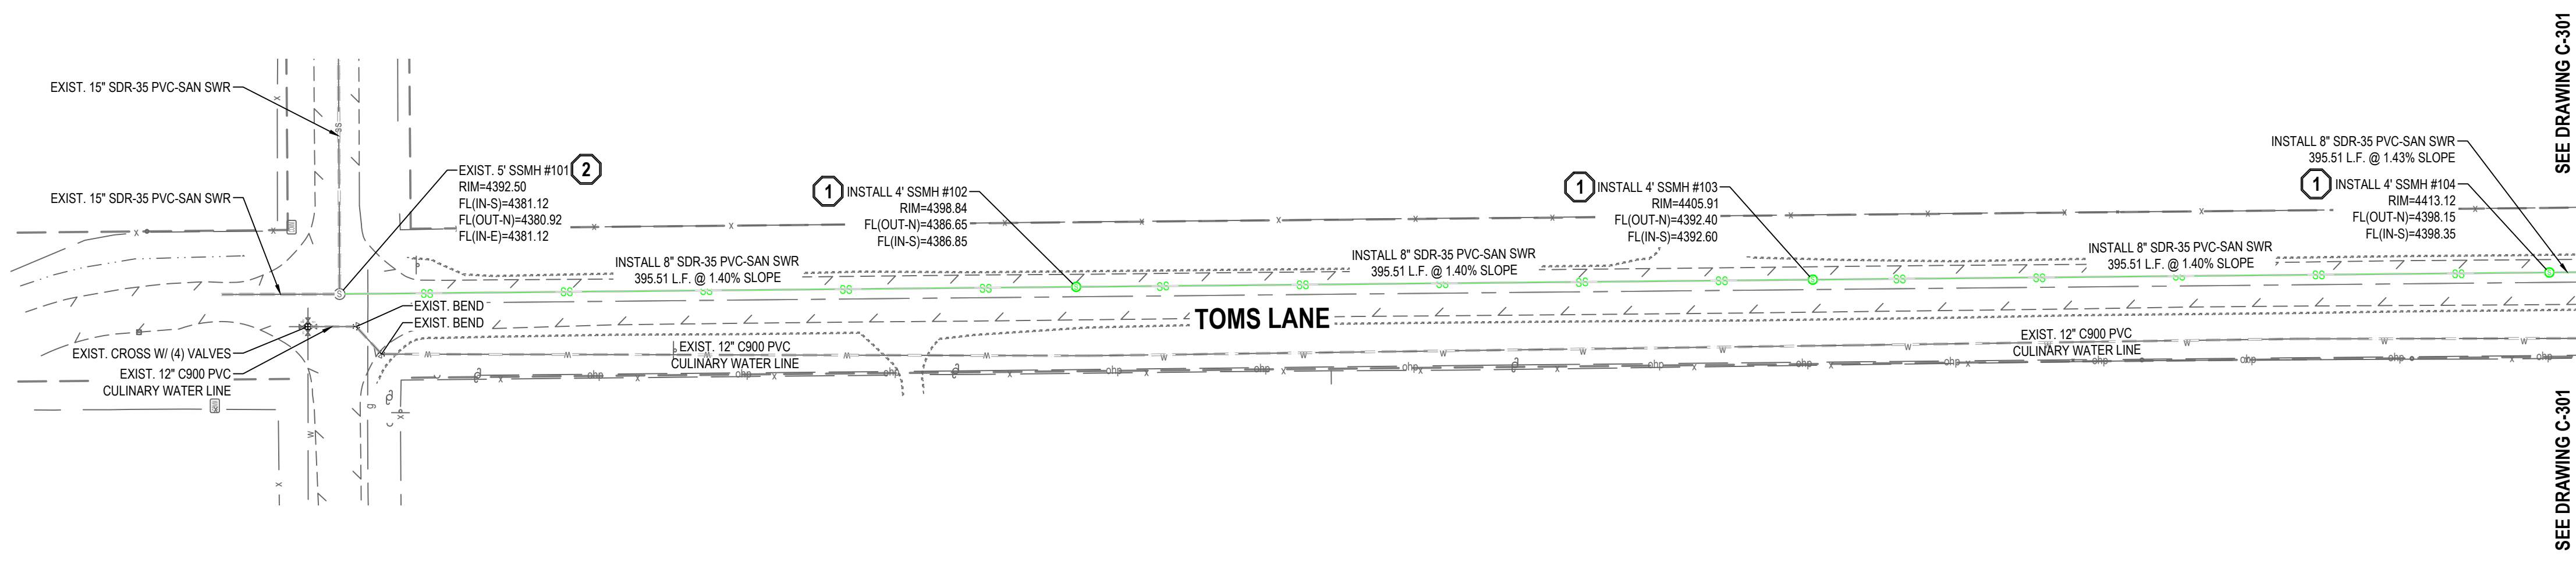 EXIST. 15" SDR-35 PVC-SAN SWR
EXIST. 15" SDR-35 PVC-SAN SWR
EXIST. 5' SSMH #101
2
RIM=4392.50
FL(IN-S)=4381.12
FL(OUT-N)=4380.92
FL(IN-E)=4381.12
1
INSTALL 4' SSMH #102
RIM=4398.84
FL(OUT-N)=4386.65
FL(IN-S)=4386.85
1
INSTALL 4' SSMH #103
RIM=4405.91
FL(OUT-N)=4392.40
FL(IN-S)=4392.60
INSTALL 8" SDR-35 PVC-SAN SWR
395.51 L.F. @ 1.43% SLOPE
1
INSTALL 4' SSMH #104
RIM=4413.12
FL(OUT-N)=4398.15
FL(IN-S)=4398.35
SEE DRAWING C-301
INSTALL 8" SDR-35 PVC-SAN SWR
395.51 L.F. @ 1.40% SLOPE
INSTALL 8" SDR-35 PVC-SAN SWR
395.51 L.F. @ 1.40% SLOPE
INSTALL 8" SDR-35 PVC-SAN SWR
395.51 L.F. @ 1.40% SLOPE
EXIST. BEND
EXIST. BEND
TOMS LANE
EXIST. CROSS W/ (4) VALVES
EXIST. 12" C900 PVC
CULINARY WATER LINE
EXIST. 12" C900 PVC
CULINARY WATER LINE
EXIST. 12" C900 PVC
CULINARY WATER LINE
SEE DRAWING C-301